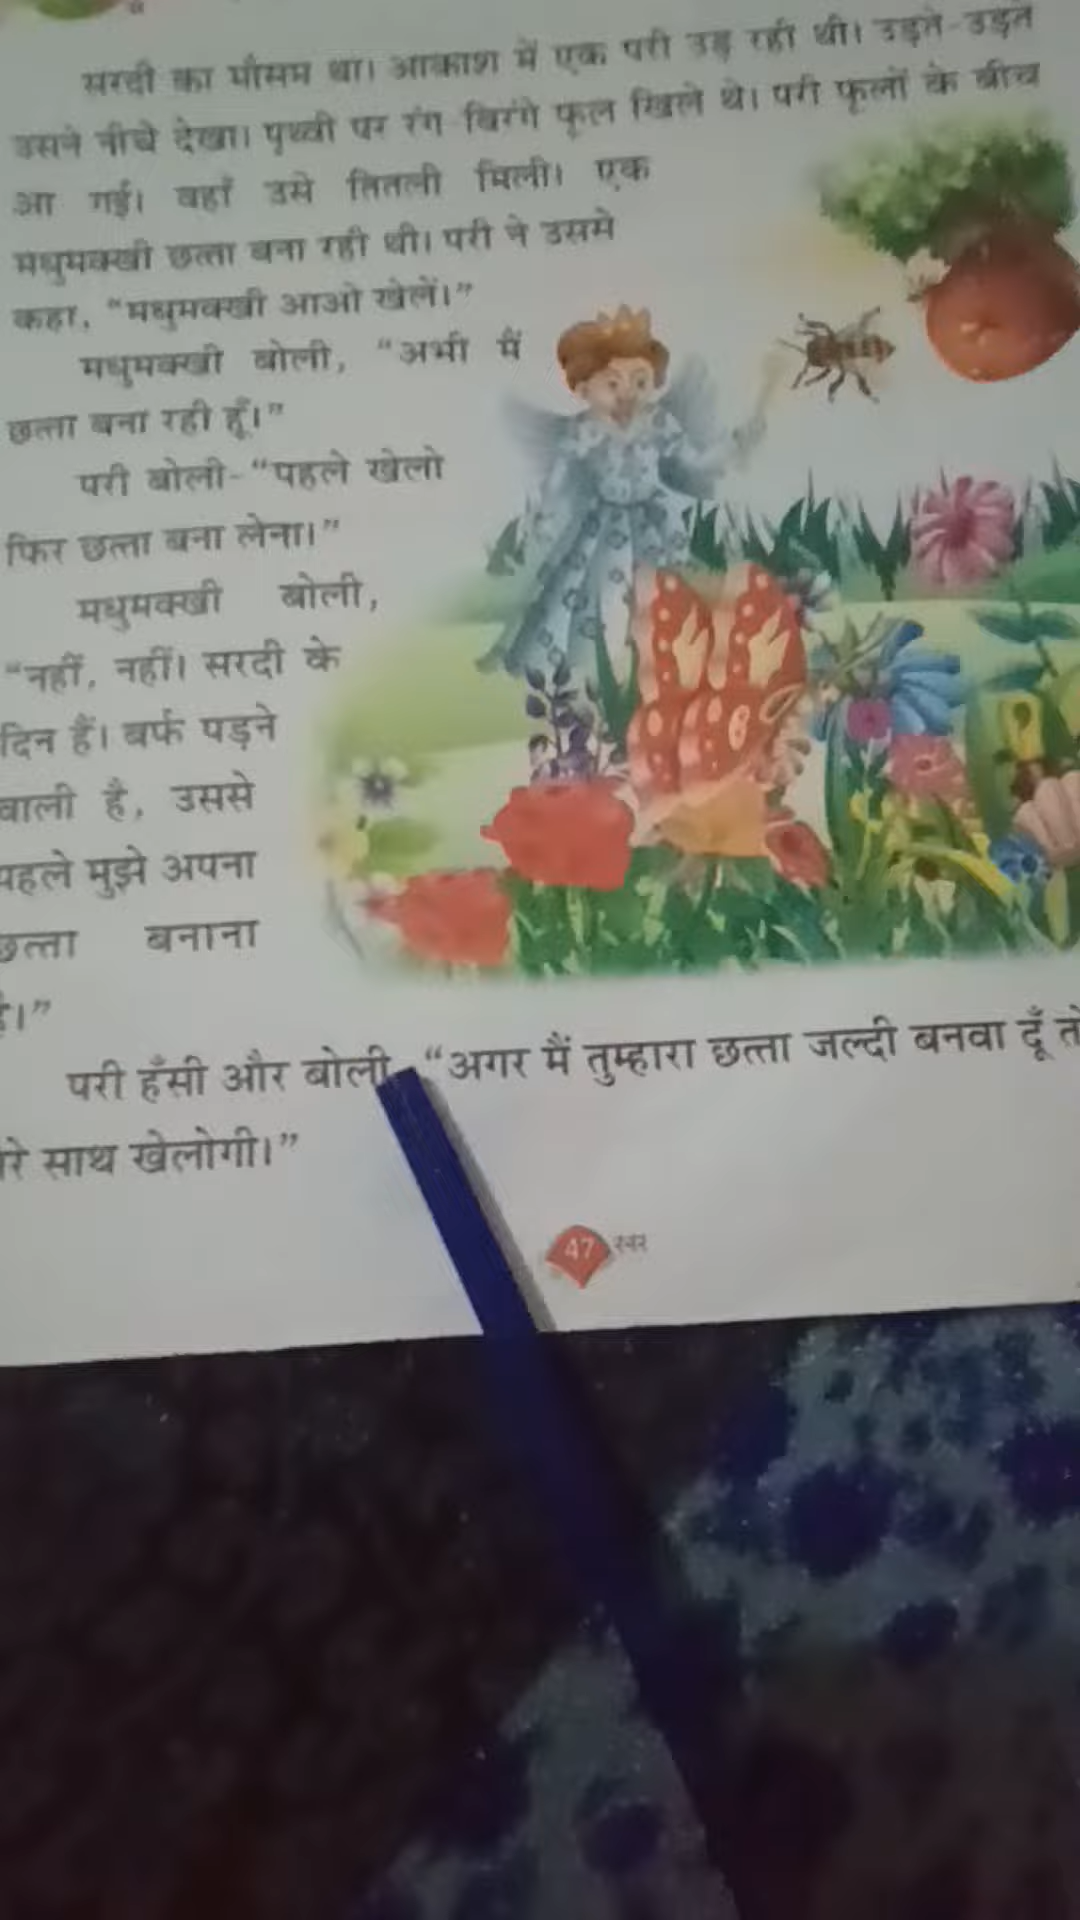 सरदी का मौसम था। आकाश में एक परी उड़ रही थी। उड़ते-उड़ते
उसने नीचे देखा। पृथ्वी पर रंग-बिरंगे फूल खिले थे। परी फूलों के बीच
आ गई। वहाँ उसे तितली मिली। एक
मधुमक्खी छत्ता बना रही थी। परी ने उससे
कहा, “मधुमक्खी आओ खेलें।”
मधुमक्खी बोली, “अभी मैं
छत्ता बना रही हूँ।”
परी बोली-“पहले खेलो
फिर छत्ता बना लेना।”
मधुमक्खी बोली,
“नहीं, नहीं। सरदी के
दिन हैं। बर्फ पड़ने
वाली है, उससे
पहले मुझे अपना
छत्ता बनाना
है।”
परी हँसी और बोली “अगर मैं तुम्हारा छत्ता जल्दी बनवा दूँ तो
साथ खेलोगी।”
47 स्वर